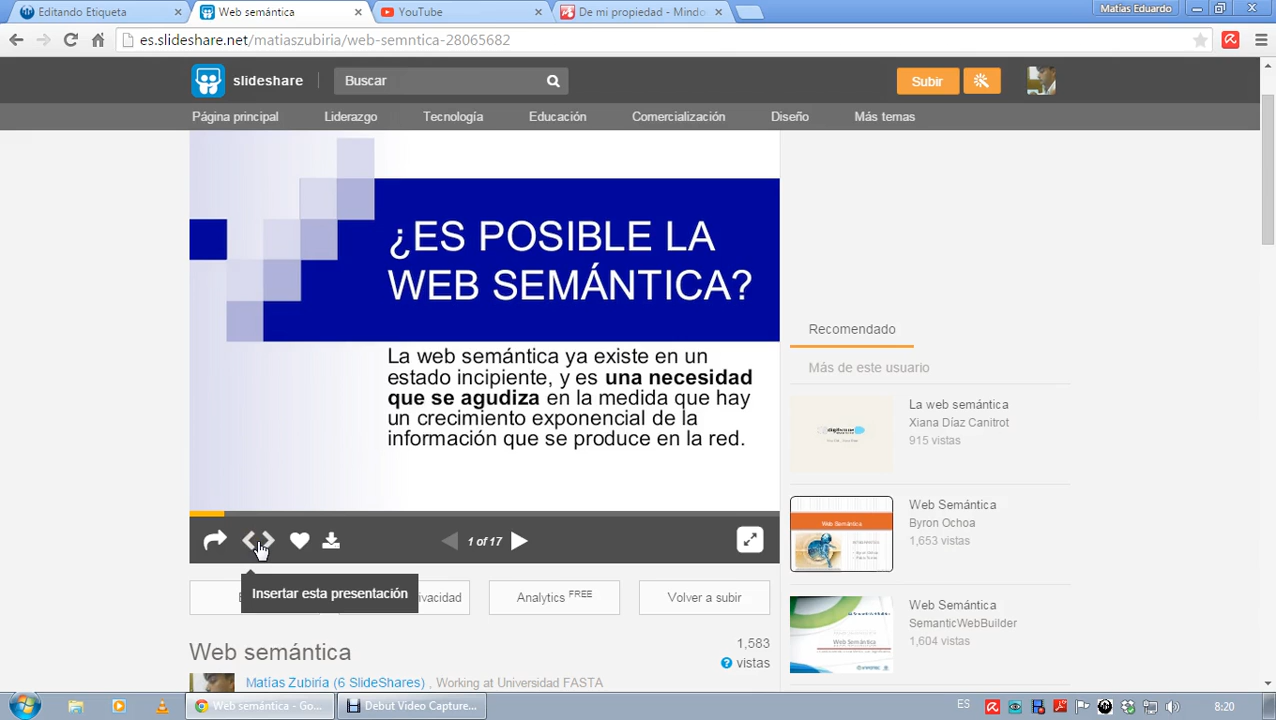 Editando Etiqueta
Web semántica
YouTube
De mi propiedad - Mindo
Matías Eduardo
es.slideshare.net/matiaszubiria/web-semntica-28065682
slideshare
Buscar
Subir
Página principal
Liderazgo
Tecnología
Educación
Comercialización
Diseño
Más temas
¿ES POSIBLE LA
WEB SEMÁNTICA?
La web semántica ya existe en un
estado incipiente, y es una necesidad
que se agudiza en la medida que hay
un crecimiento exponencial de la
información que se produce en la red.
1 of 17
Insertar esta presentación
E
ivacidad
Analytics FREE
Volver a subir
Web semántica
1,583
vistas
Matías Zubiría (6 SlideShares) , Working at Universidad FASTA
Recomendado
Más de este usuario
La web semántica
Xiana Díaz Canitrot
915 vistas
Web Semántica
Web Semántica
Byron Ochoa
1,653 vistas
Web Semántica
Web Semántica
SemanticWebBuilder
1,604 vistas
Web semántica - Go...
Debut Video Capture...
ES
8:20